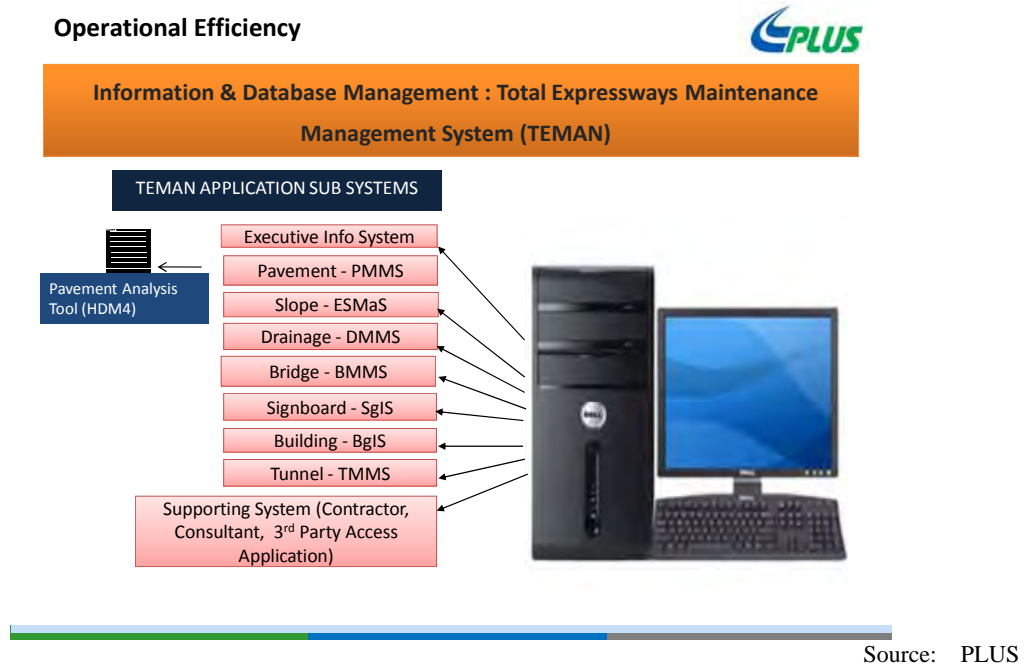 Operational Efficiency
PLUS
Information & Database Management : Total Expressways Maintenance
Management System (TEMAN)
TEMAN APPLICATION SUB SYSTEMS
Executive Info System
Pavement - PMMS
Pavement Analysis
Tool (HDM4)
Slope - ESMaS
Drainage - DMMS
Bridge - BMMS
Signboard - SgIS
Building - BgIS
Tunnel - TMMS
Supporting System (Contractor,
Consultant, 3rd Party Access
Application)
DELL
DELL
Source: PLUS